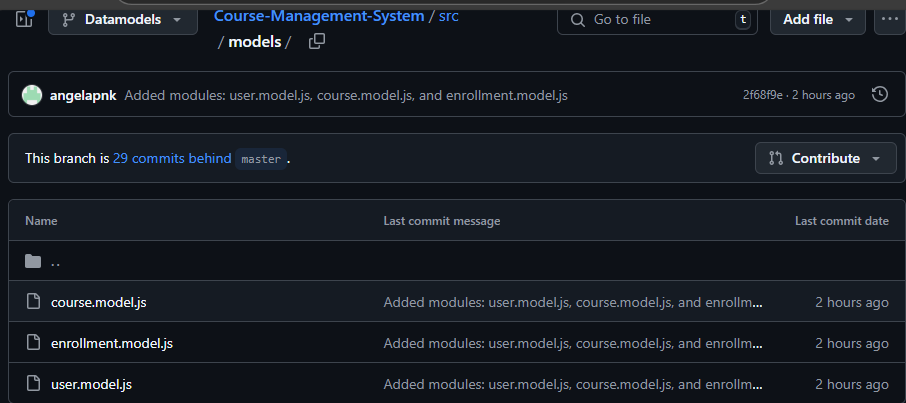 Datamodels
Course-Management-System / src
/ models /
Go to file
t
Add file
angelapnk Added modules: user.model.js, course.model.js, and enrollment.model.js
2f68f9e · 2 hours ago
This branch is 29 commits behind master .
Contribute
Name Last commit message Last commit date
..
course.model.js Added modules: user.model.js, course.model.js, and enrollm... 2 hours ago
enrollment.model.js Added modules: user.model.js, course.model.js, and enrollm... 2 hours ago
user.model.js Added modules: user.model.js, course.model.js, and enrollm... 2 hours ago